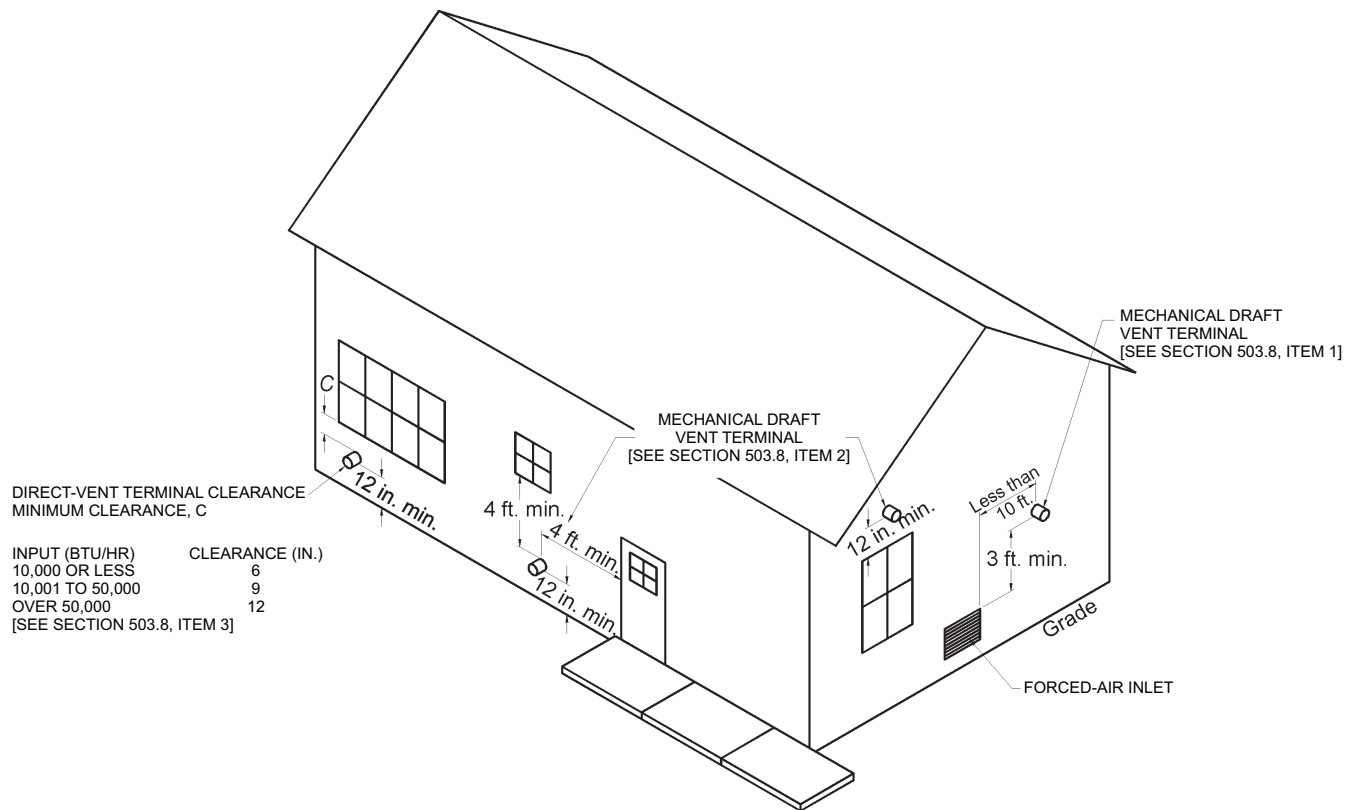 MECHANICAL DRAFT
VENT TERMINAL
[SEE SECTION 503.8, ITEM 1]
C
MECHANICAL DRAFT
VENT TERMINAL
[SEE SECTION 503.8, ITEM 2]
DIRECT-VENT TERMINAL CLEARANCE
MINIMUM CLEARANCE, C
12 in. min.
4 ft. min.
4 ft. min.
12 in. min.
12 in. min.
Less than
10 ft.
3 ft. min.
INPUT (BTU/HR) CLEARANCE (IN.)
10,000 OR LESS 6
10,001 TO 50,000 9
OVER 50,000 12
[SEE SECTION 503.8, ITEM 3]
Grade
FORCED-AIR INLET